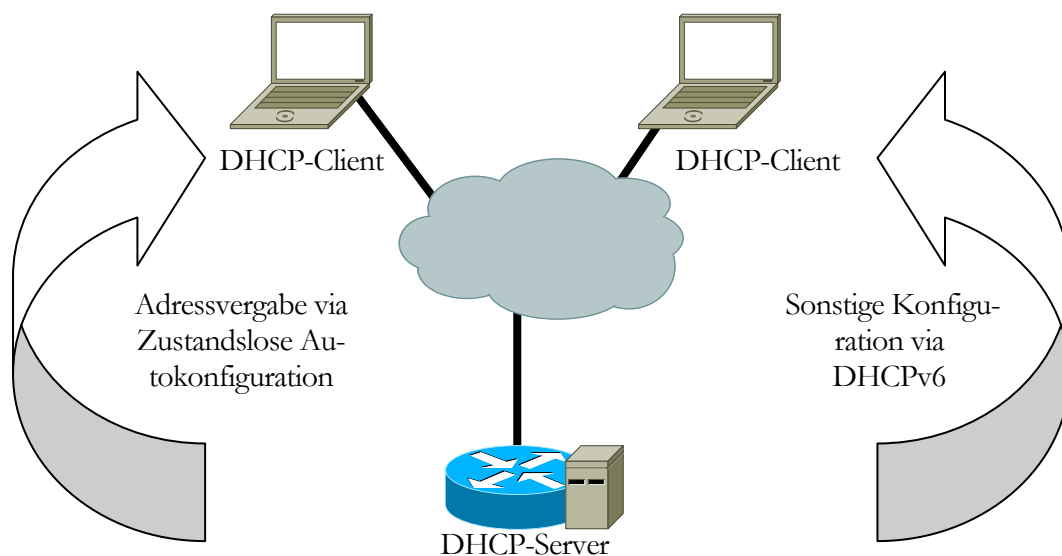 DHCP-Client
DHCP-Client
Adressvergabe via
Zustandslose Au-
tokonfiguration
Sonstige Konfigu-
ration via
DHCPv6
DHCP-Server